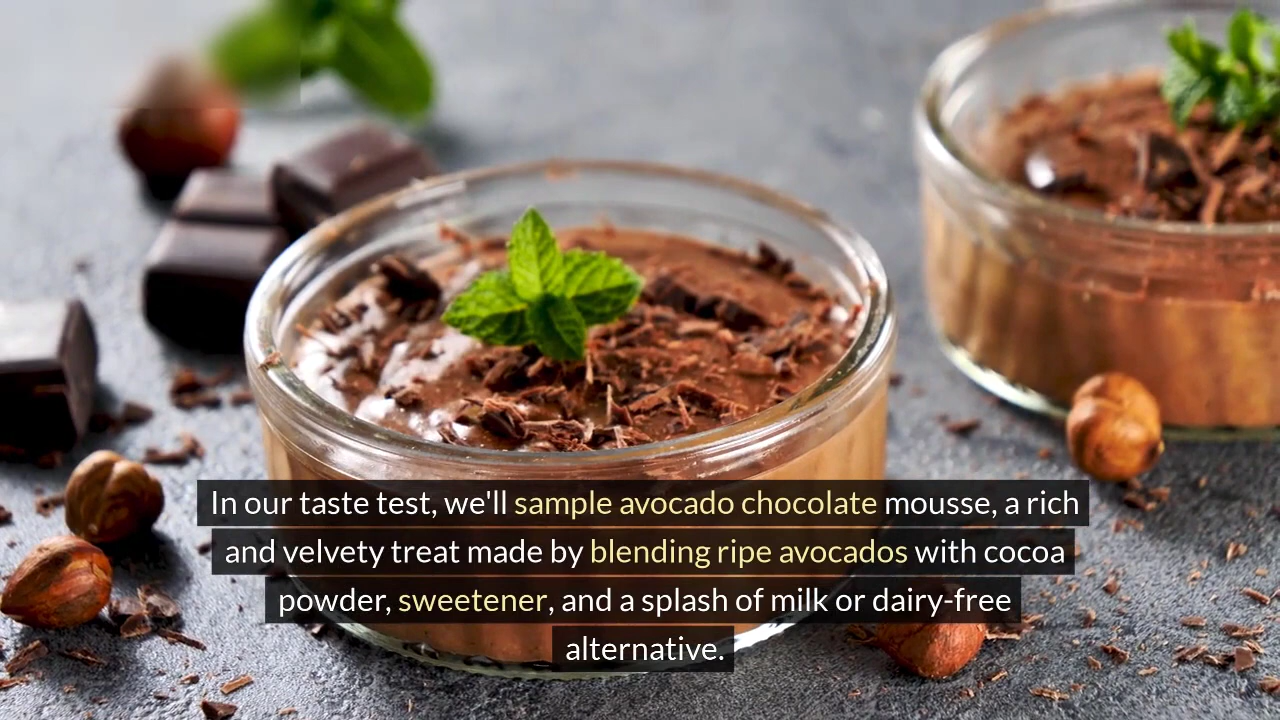 In our taste test, we'll sample avocado chocolate mousse, a rich
and velvety treat made by blending ripe avocados with cocoa
powder, sweetener, and a splash of milk or dairy-free
alternative.